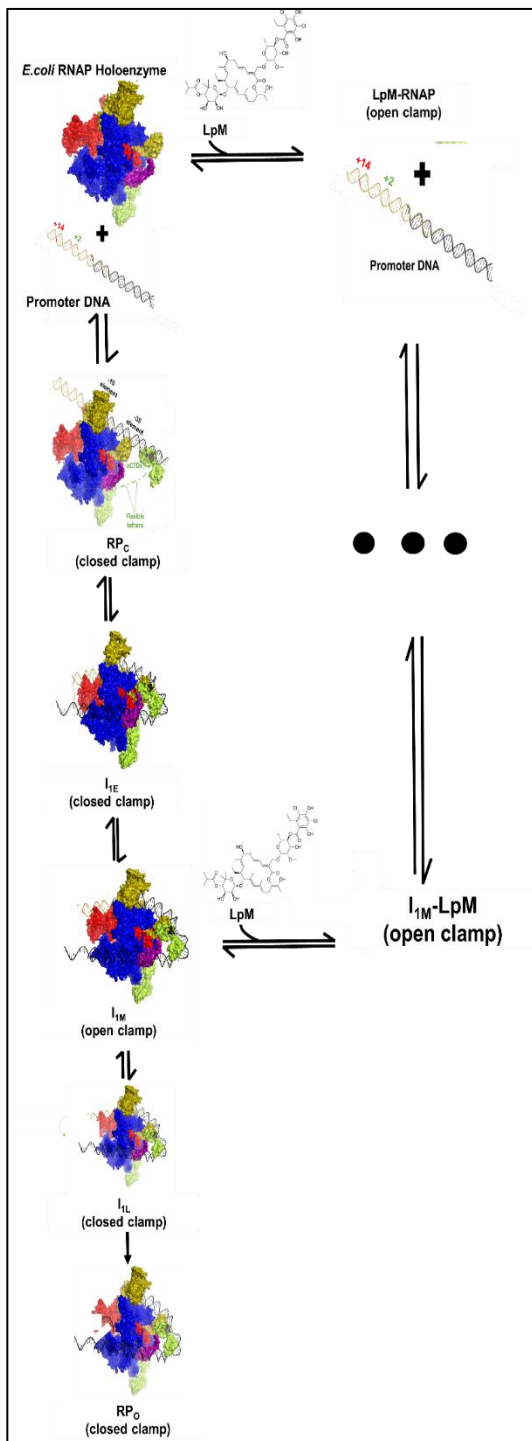 E.coli RNAP Holoenzyme
LpM
LpM-RNAP
(open clamp)
+14
+2
Promoter DNA
+14
+2
Promoter DNA
-10
element
-35
element
αCTDs
Flexible
tethers
RPC
(closed clamp)
I1E
(closed clamp)
LpM
I1M
(open clamp)
I1M-LpM
(open clamp)
I1L
(closed clamp)
RPO
(closed clamp)